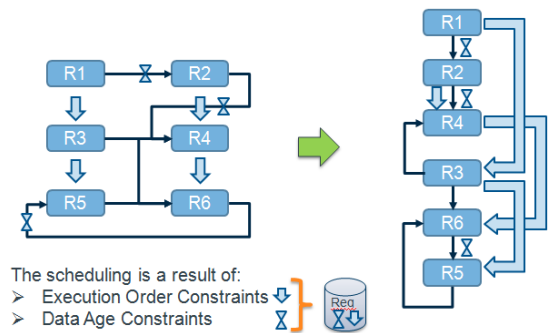 R1
R2
R3
R4
R5
R6
R1
R2
R4
R3
R6
R5
The scheduling is a result of:
➢ Execution Order Constraints
➢ Data Age Constraints
Req